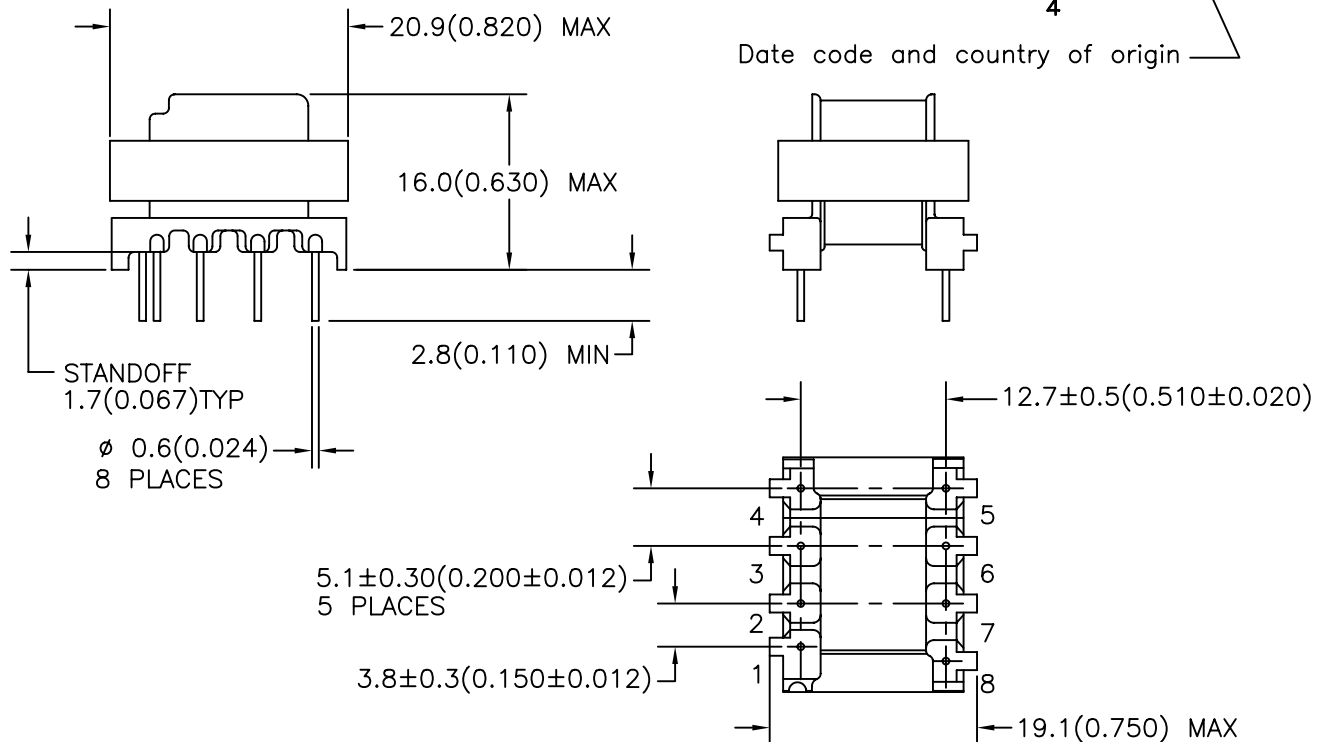 4
20.9(0.820) MAX
Date code and country of origin
16.0(0.630) MAX
2.8(0.110) MIN
STANDOFF
1.7(0.067)TYP
ø 0.6(0.024)
8 PLACES
12.7±0.5(0.510±0.020)
4
5
5.1±0.30(0.200±0.012)
5 PLACES
3
6
2
7
3.8±0.3(0.150±0.012)
1
8
19.1(0.750) MAX